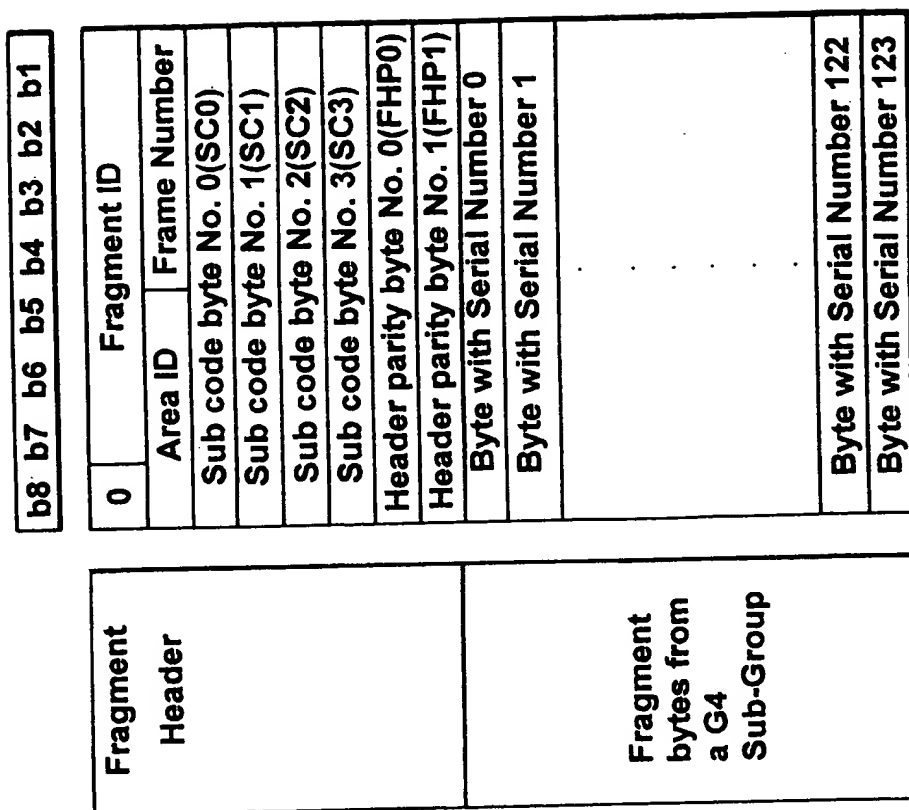 b8 b7 b6 b5 b4 b3 b2 b1
0 Fragment ID
Area ID Frame Number
Sub code byte No. 0(SC0)
Sub code byte No. 1(SC1)
Sub code byte No. 2(SC2)
Sub code byte No. 3(SC3)
Header parity byte No. 0(FHP0)
Header parity byte No. 1(FHP1)
Byte with Serial Number 0
Byte with Serial Number 1
. . . . .
Byte with Serial Number 122
Byte with Serial Number 123
Fragment
Header
Fragment
bytes from
a G4
Sub-Group